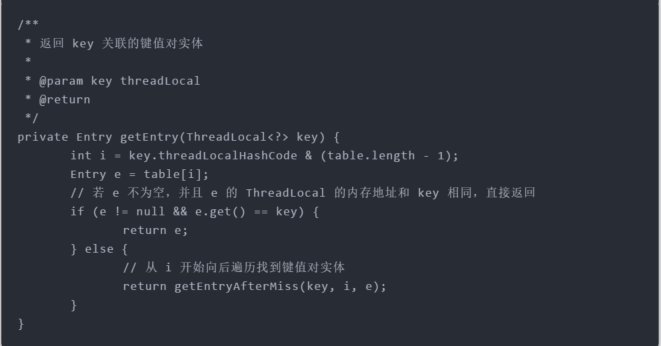 /**
 * 返回 key 关联的键值对实体
 *
 * @param key threadLocal
 * @return
 */
private Entry getEntry(ThreadLocal<?> key) {
        int i = key.threadLocalHashCode & (table.length - 1);
        Entry e = table[i];
        // 若 e 不为空，并且 e 的 ThreadLocal 的内存地址和 key 相同，直接返回
        if (e != null && e.get() == key) {
                return e;
        } else {
                // 从 i 开始向后遍历找到键值对实体
                return getEntryAfterMiss(key, i, e);
        }
}